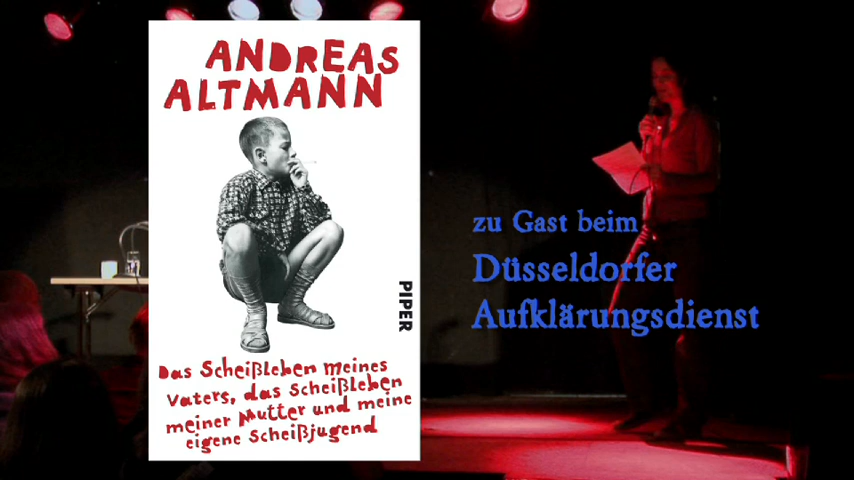 ANDREAS
ALTMANN
PIPER
Das Scheißleben meines
Vaters, das Scheißleben
meiner Mutter und meine
eigene Scheißjugend
zu Gast beim
Düsseldorfer
Aufklärungsdienst